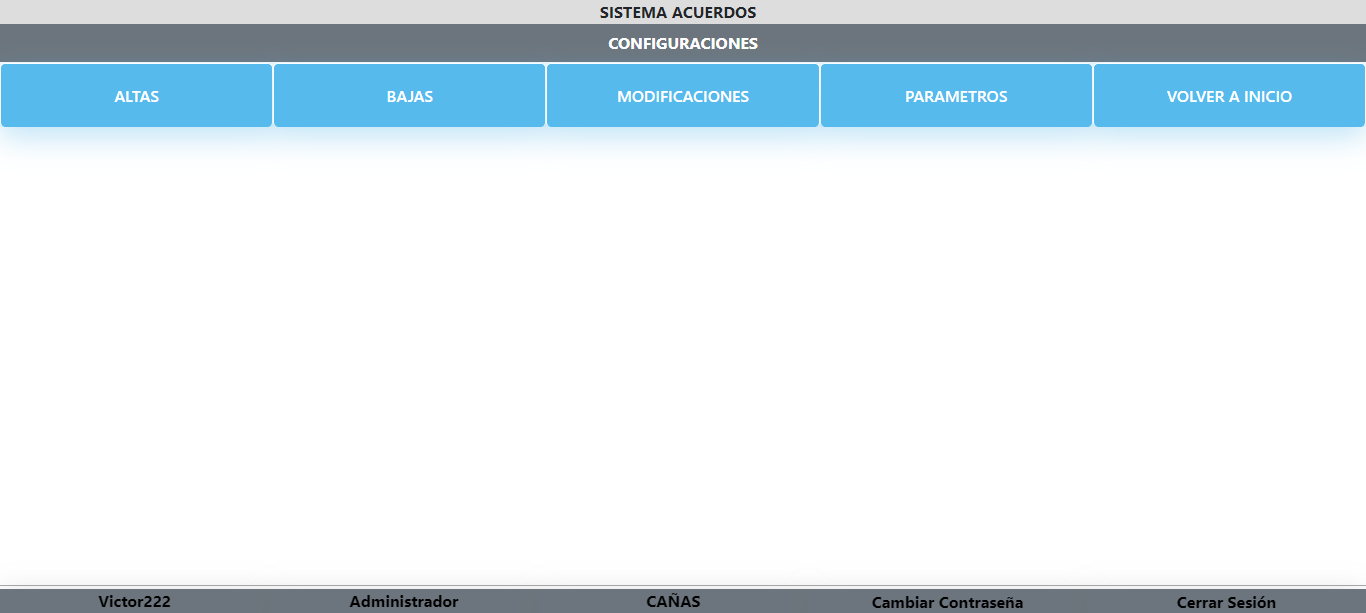 SISTEMA ACUERDOS
CONFIGURACIONES
ALTAS BAJAS MODIFICACIONES PARAMETROS VOLVER A INICIO
Victor222 Administrador CAÑAS Cambiar Contraseña Cerrar Sesión